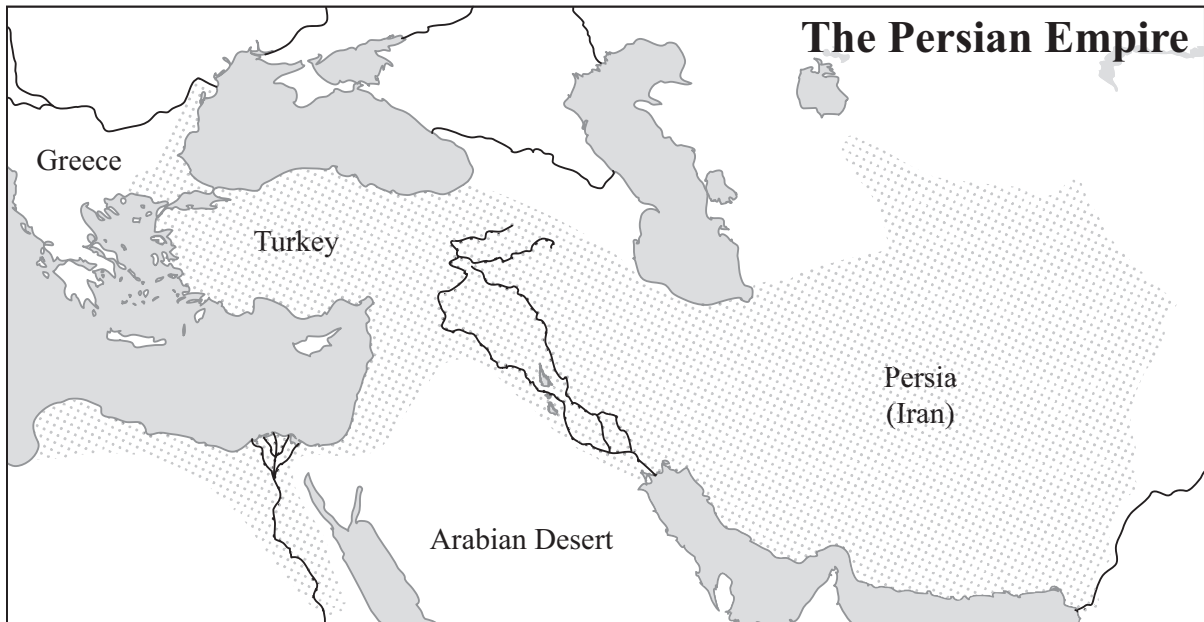 The Persian Empire
Greece
Turkey
Persia
(Iran)
Arabian Desert